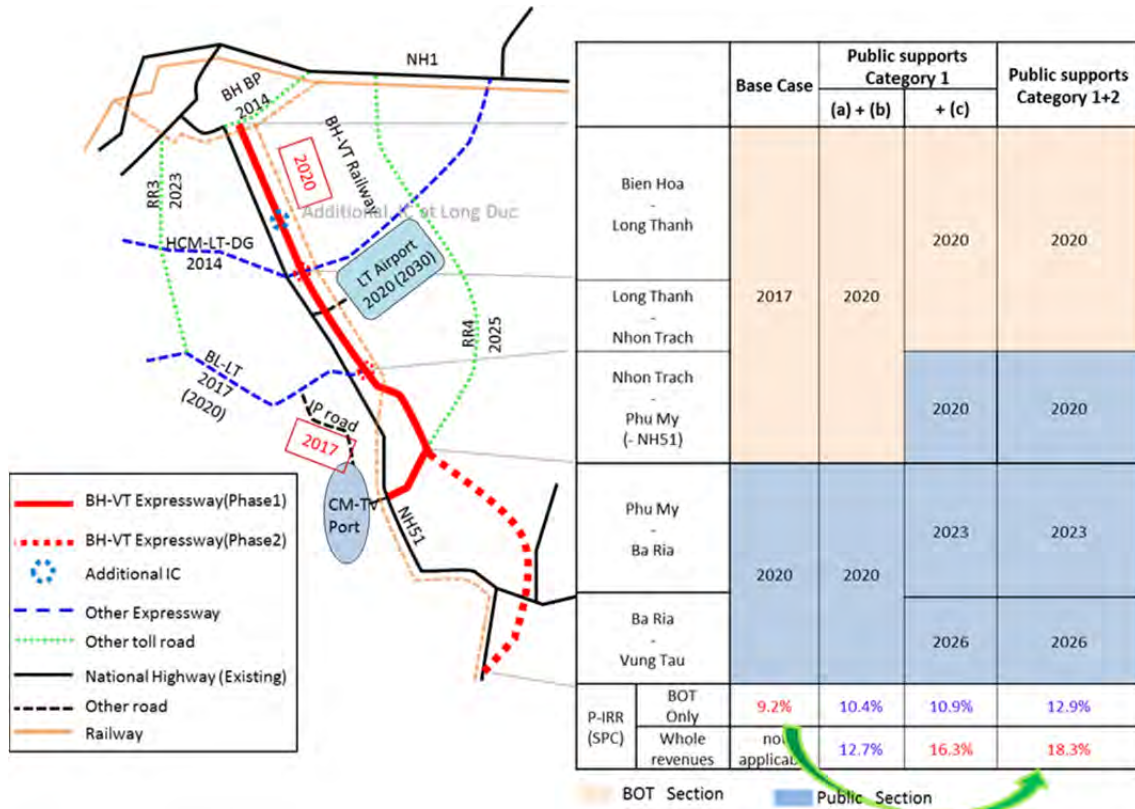 NH1
BH BP
2014
2020
BH-VT Railway
RR3
2023
Additional IC at Long Duc
HCM-LT-DG
2014
LT Airport
2020 (2030)
RR4
2025
BL-LT
2017
(2020)
IP road
2017
CM-TV
Port
NH51
BH-VT Expressway(Phase1)
BH-VT Expressway(Phase2)
Additional IC
Other Expressway
Other toll road
National Highway (Existing)
Other road
Railway
Base Case
Public supports
Category 1
Public supports
Category 1+2
(a) + (b)
+ (c)
Bien Hoa
-
Long Thanh
2020
2020
Long Thanh
-
Nhon Trach
2017
2020
Nhon Trach
-
Phu My
(- NH51)
2020
2020
Phu My
-
Ba Ria
2023
2023
2020
2020
Ba Ria
-
Vung Tau
2026
2026
P-IRR
(SPC)
BOT
Only
9.2%
10.4%
10.9%
12.9%
Whole
revenues
not
applicab
12.7%
16.3%
18.3%
BOT Section
Public Section